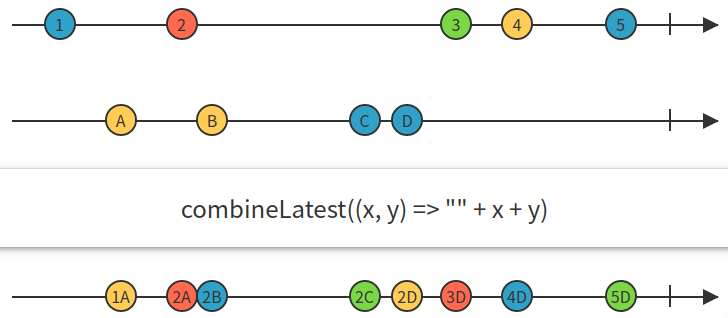 1 2 3 4 5
A B C D
combineLatest((x, y) => "" + x + y)
1A 2A 2B 2C 2D 3D 4D 5D